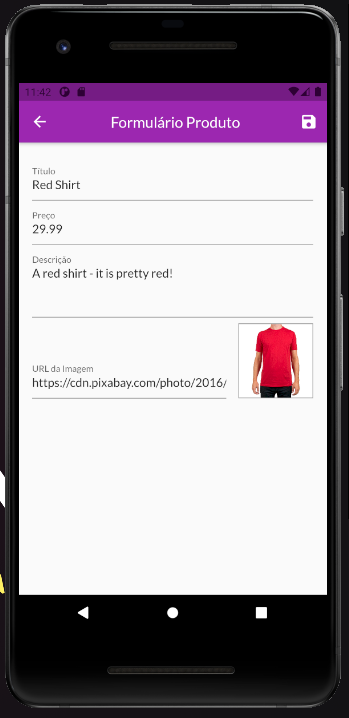 11:42
Formulário Produto
Título
Red Shirt
Preço
29.99
Descrição
A red shirt - it is pretty red!
URL da Imagem
https://cdn.pixabay.com/photo/2016/